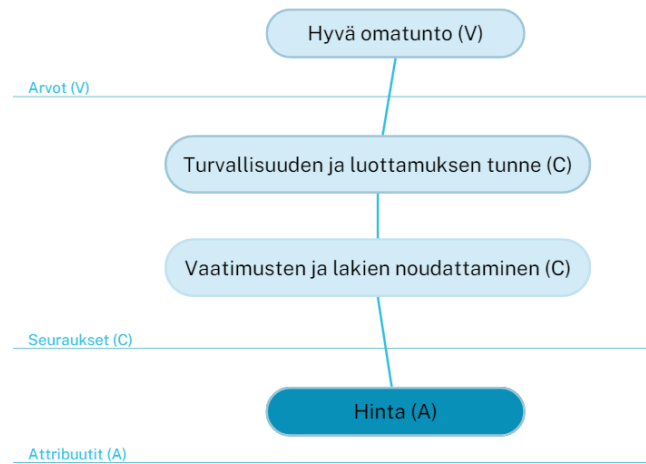 Hyvä omatunto (V)
Arvot (V)
Turvallisuuden ja luottamuksen tunne (C)
Vaatimusten ja lakien noudattaminen (C)
Seuraukset (C)
Hinta (A)
Attribuutit (A)